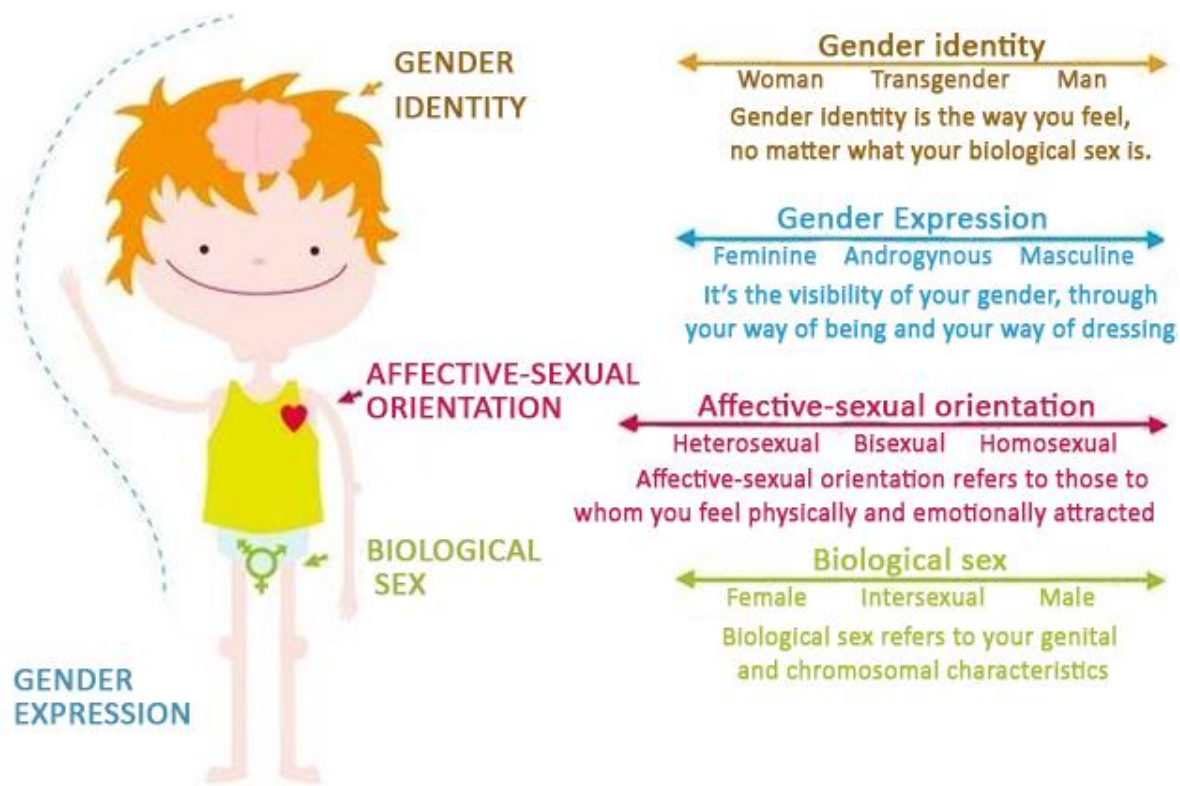 GENDER
IDENTITY
AFFECTIVE-SEXUAL
ORIENTATION
BIOLOGICAL
SEX
GENDER
EXPRESSION
Gender identity
Woman Transgender Man
Gender identity is the way you feel,
no matter what your biological sex is.
Gender Expression
Feminine Androgynous Masculine
It's the visibility of your gender, through
your way of being and your way of dressing.
Affective-sexual orientation
Heterosexual Bisexual Homosexual
Affective-sexual orientation refers to those to
whom you feel physically and emotionally attracted
Biological sex
Female Intersexual Male
Biological sex refers to your genital
and chromosomal characteristics